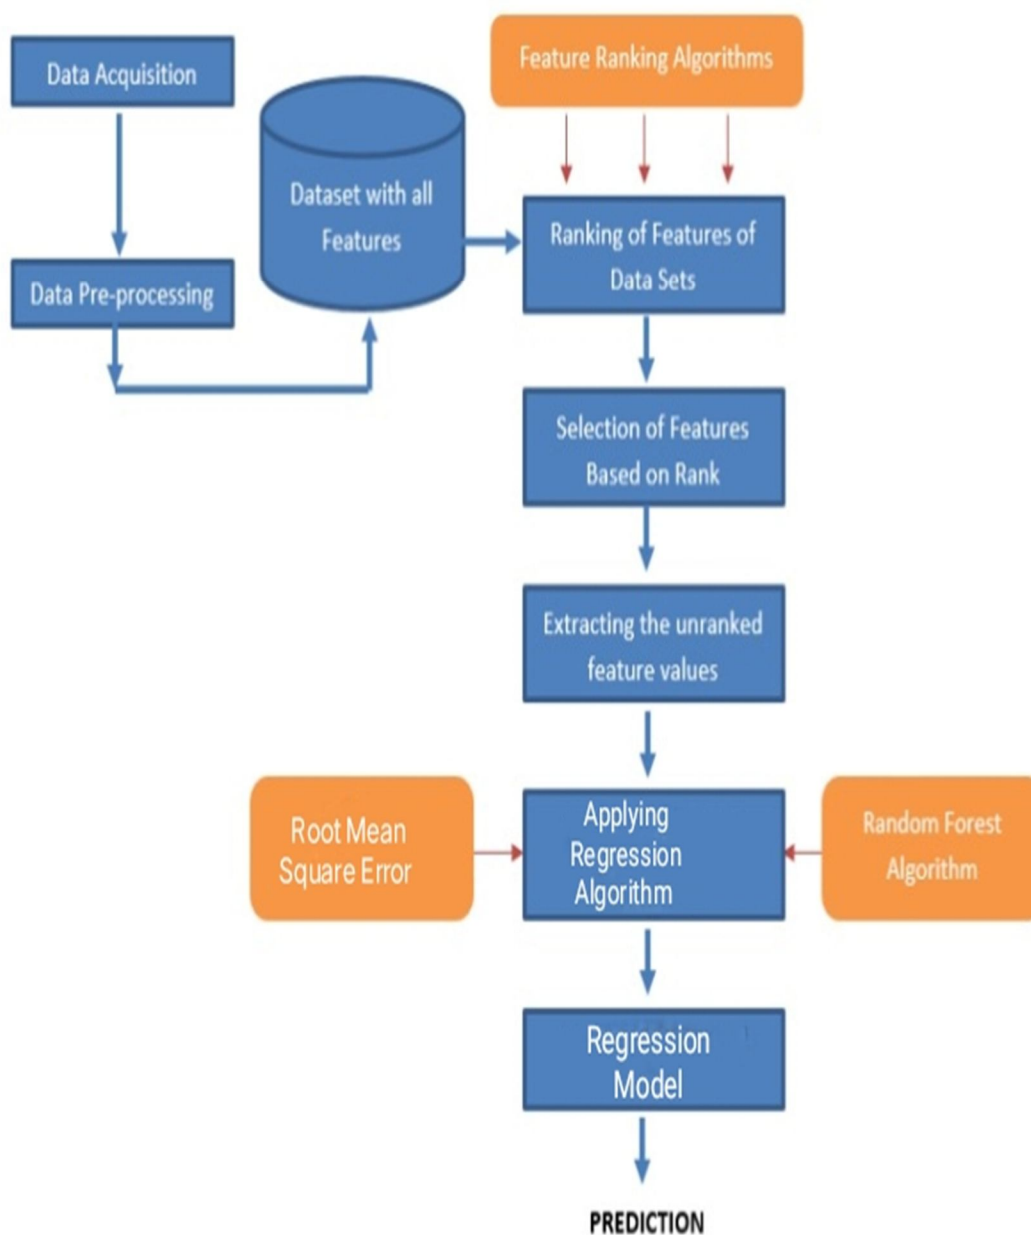 Data Acquisition
Data Pre-processing
Dataset with all
Features
Feature Ranking Algorithms
Ranking of Features of
Data Sets
Selection of Features
Based on Rank
Extracting the unranked
feature values
Root Mean
Square Error
Applying
Regression
Algorithm
Random Forest
Algorithm
Regression
Model
PREDICTION